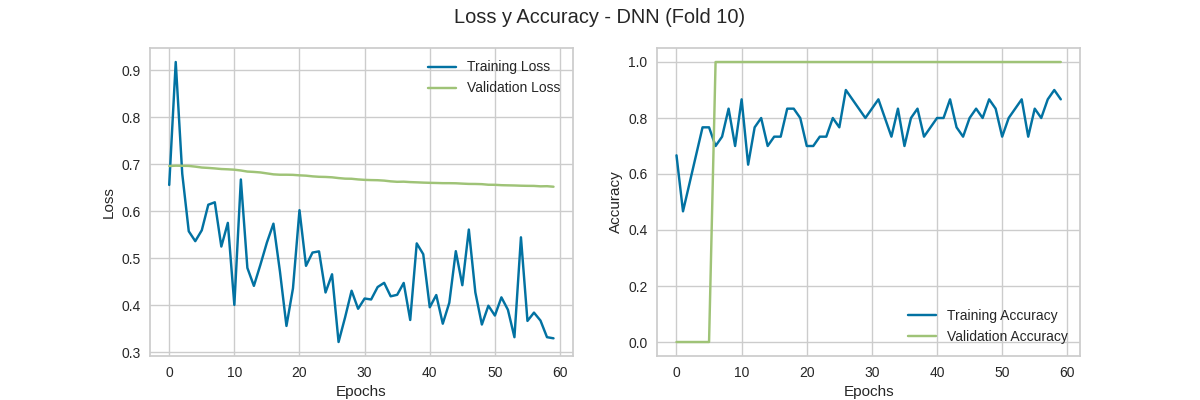 Loss y Accuracy - DNN (Fold 10)
Loss
0.9
0.8
0.7
0.6
0.5
0.4
0.3
Training Loss
Validation Loss
0 10 20 30 40 50 60
Epochs
Accuracy
1.0
0.8
0.6
0.4
0.2
0.0
Training Accuracy
Validation Accuracy
0 10 20 30 40 50 60
Epochs